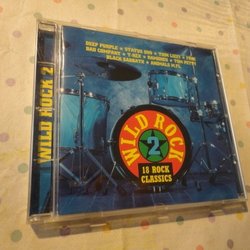 DEEP PURPLE ★ STATUS QUO ★ THIN LIZZY ★ FREE
BAD COMPANY ★ T-REX ★ RAINBOW ★ TOM PETTY
BLACK SABBATH ★ ANIMALS M.FL.
WILD ROCK
2
18 ROCK
CLASSICS
WILD ROCK 2